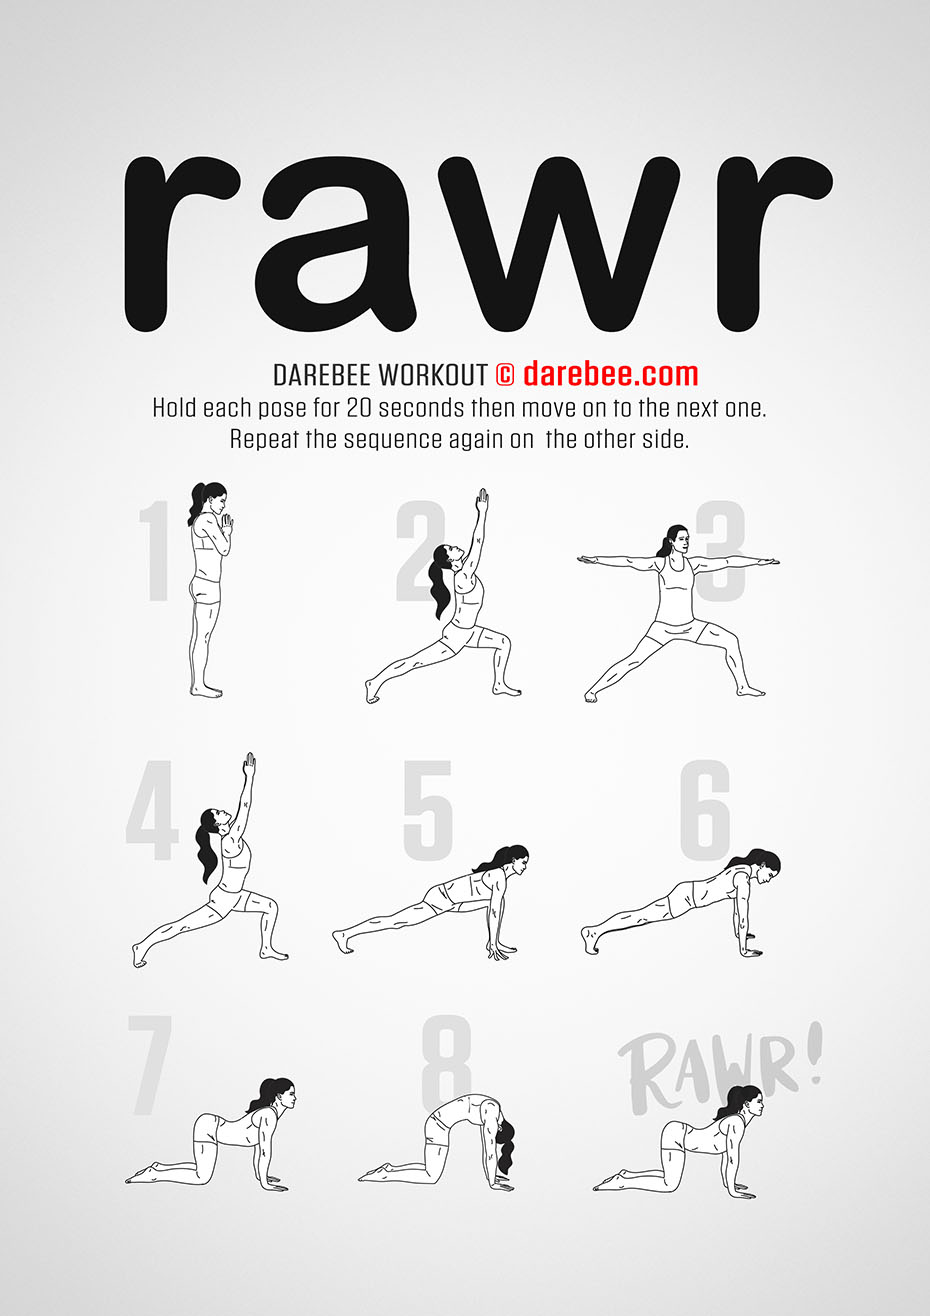 rawr
DAREBEE WORKOUT © darebee.com
Hold each pose for 20 seconds then move on to the next one.
Repeat the sequence again on the other side.
1
2
3
4
5
6
7
8
RAWR!